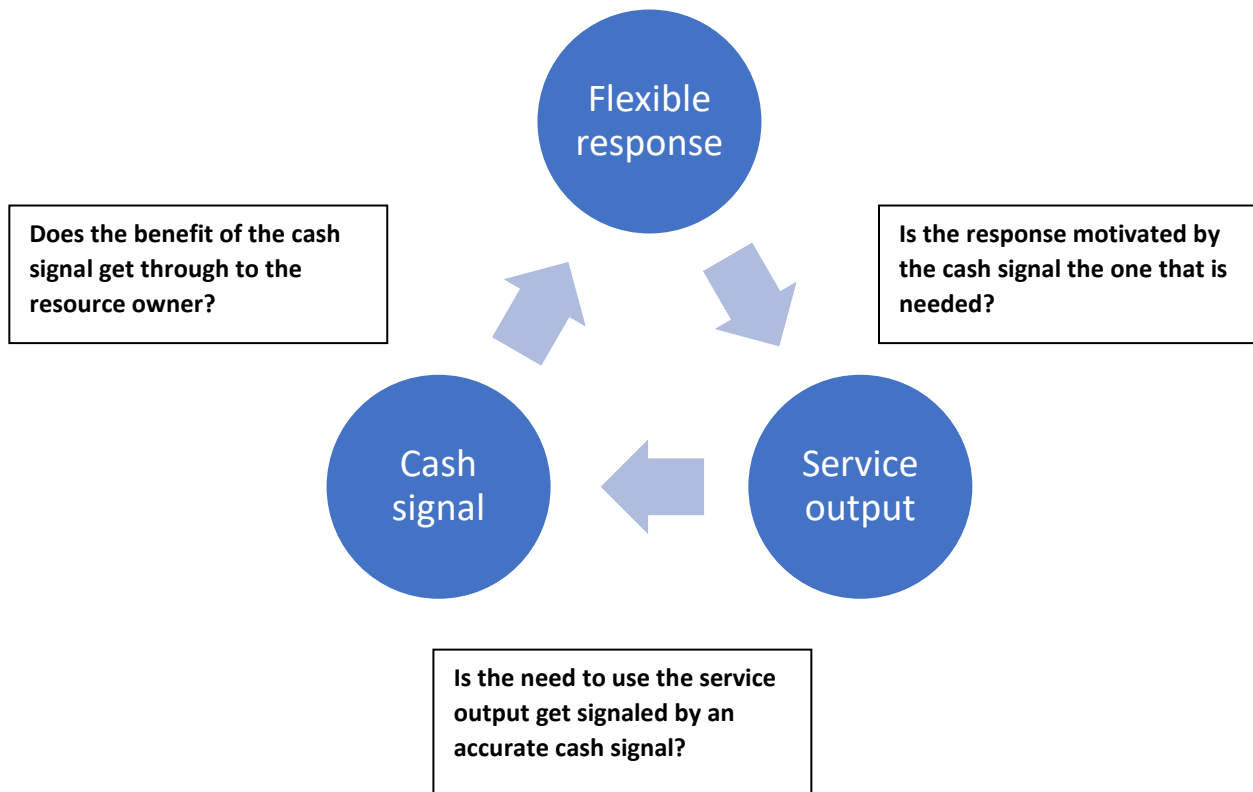 Flexible
response
Does the benefit of the cash
signal get through to the
resource owner?
Is the response motivated by
the cash signal the one that is
needed?
Cash
signal
Service
output
Is the need to use the service
output get signaled by an
accurate cash signal?